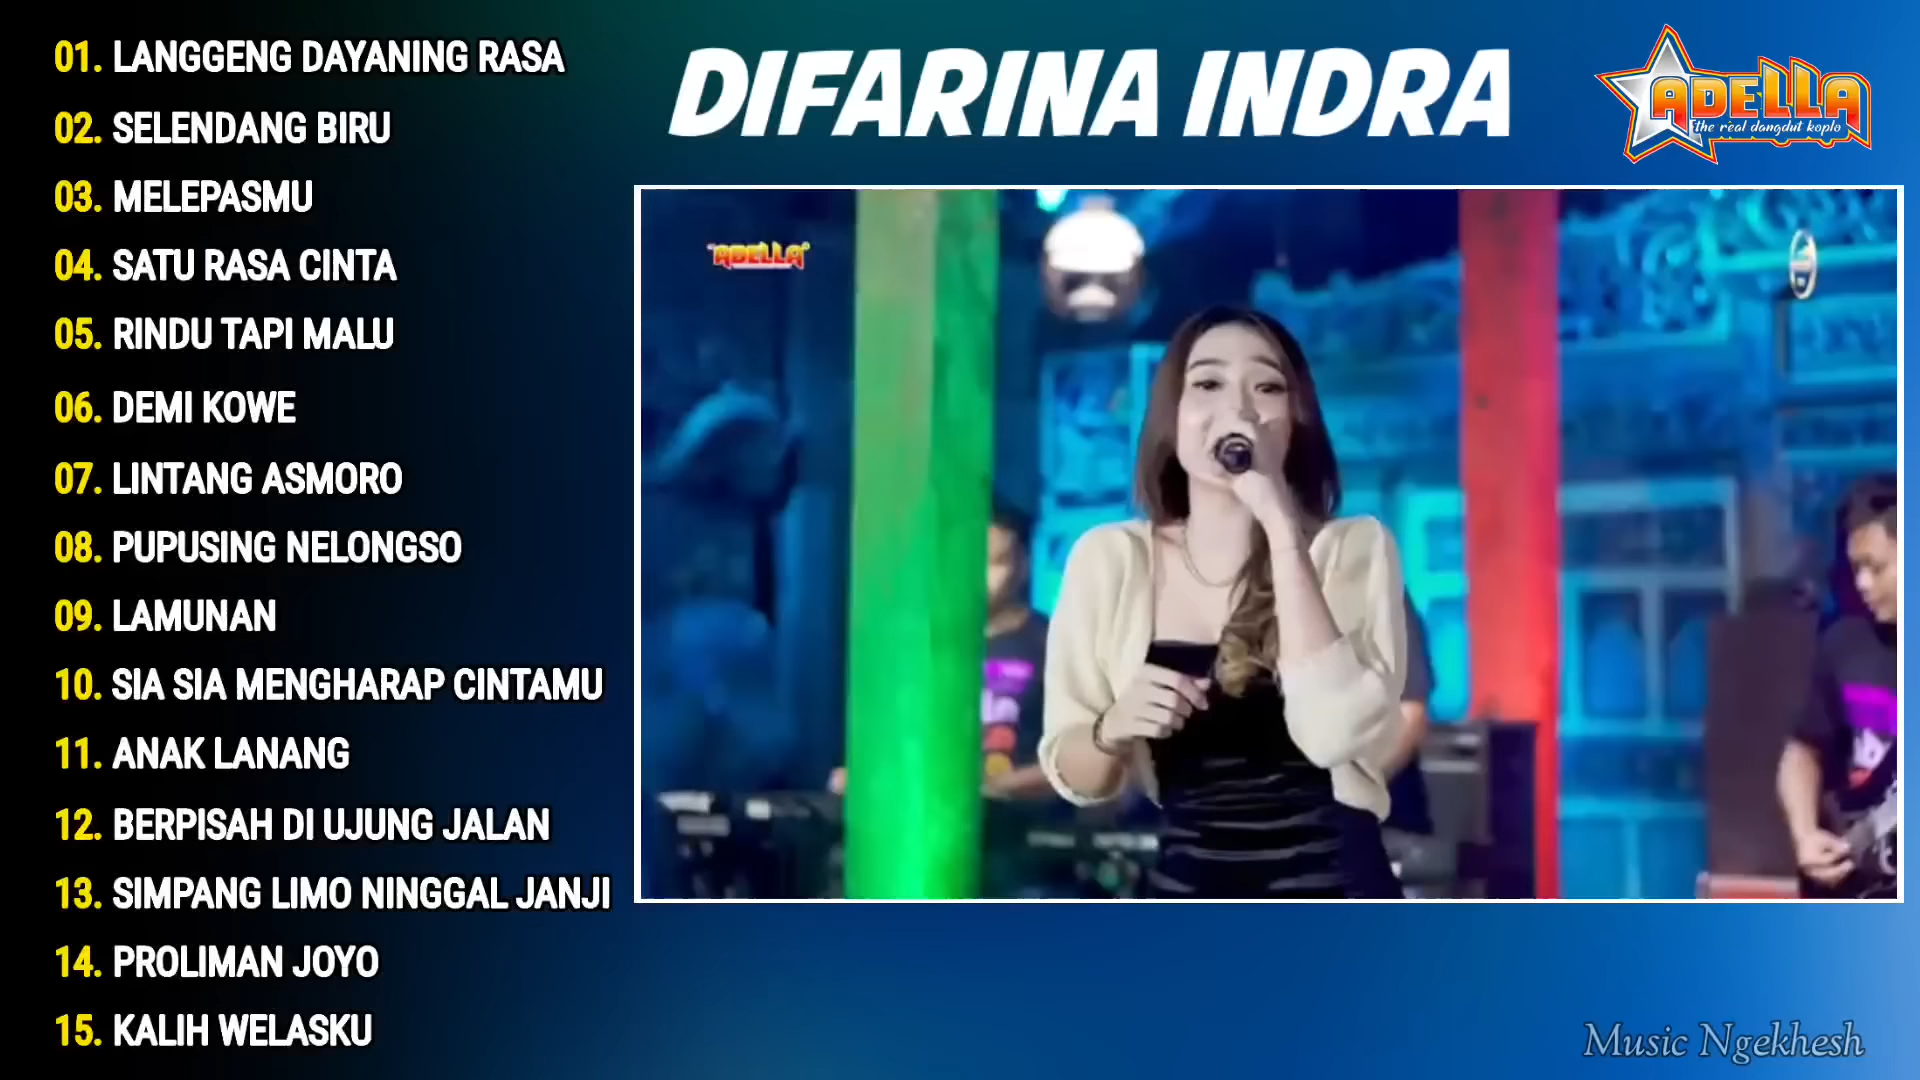 01. LANGGENG DAYANING RASA
02. SELENDANG BIRU
03. MELEPASMU
04. SATU RASA CINTA
05. RINDU TAPI MALU
06. DEMI KOWE
07. LINTANG ASMORO
08. PUPUSING NELONGSO
09. LAMUNAN
10. SIA SIA MENGHARAP CINTAMU
11. ANAK LANANG
12. BERPISAH DI UJUNG JALAN
13. SIMPANG LIMO NINGGAL JANJI
14. PROLIMAN JOYO
15. KALIH WELASKU
DIFARINA INDRA
ADELLA
the real dangdut koplo
"ADELLA"
Music Ngekhesh